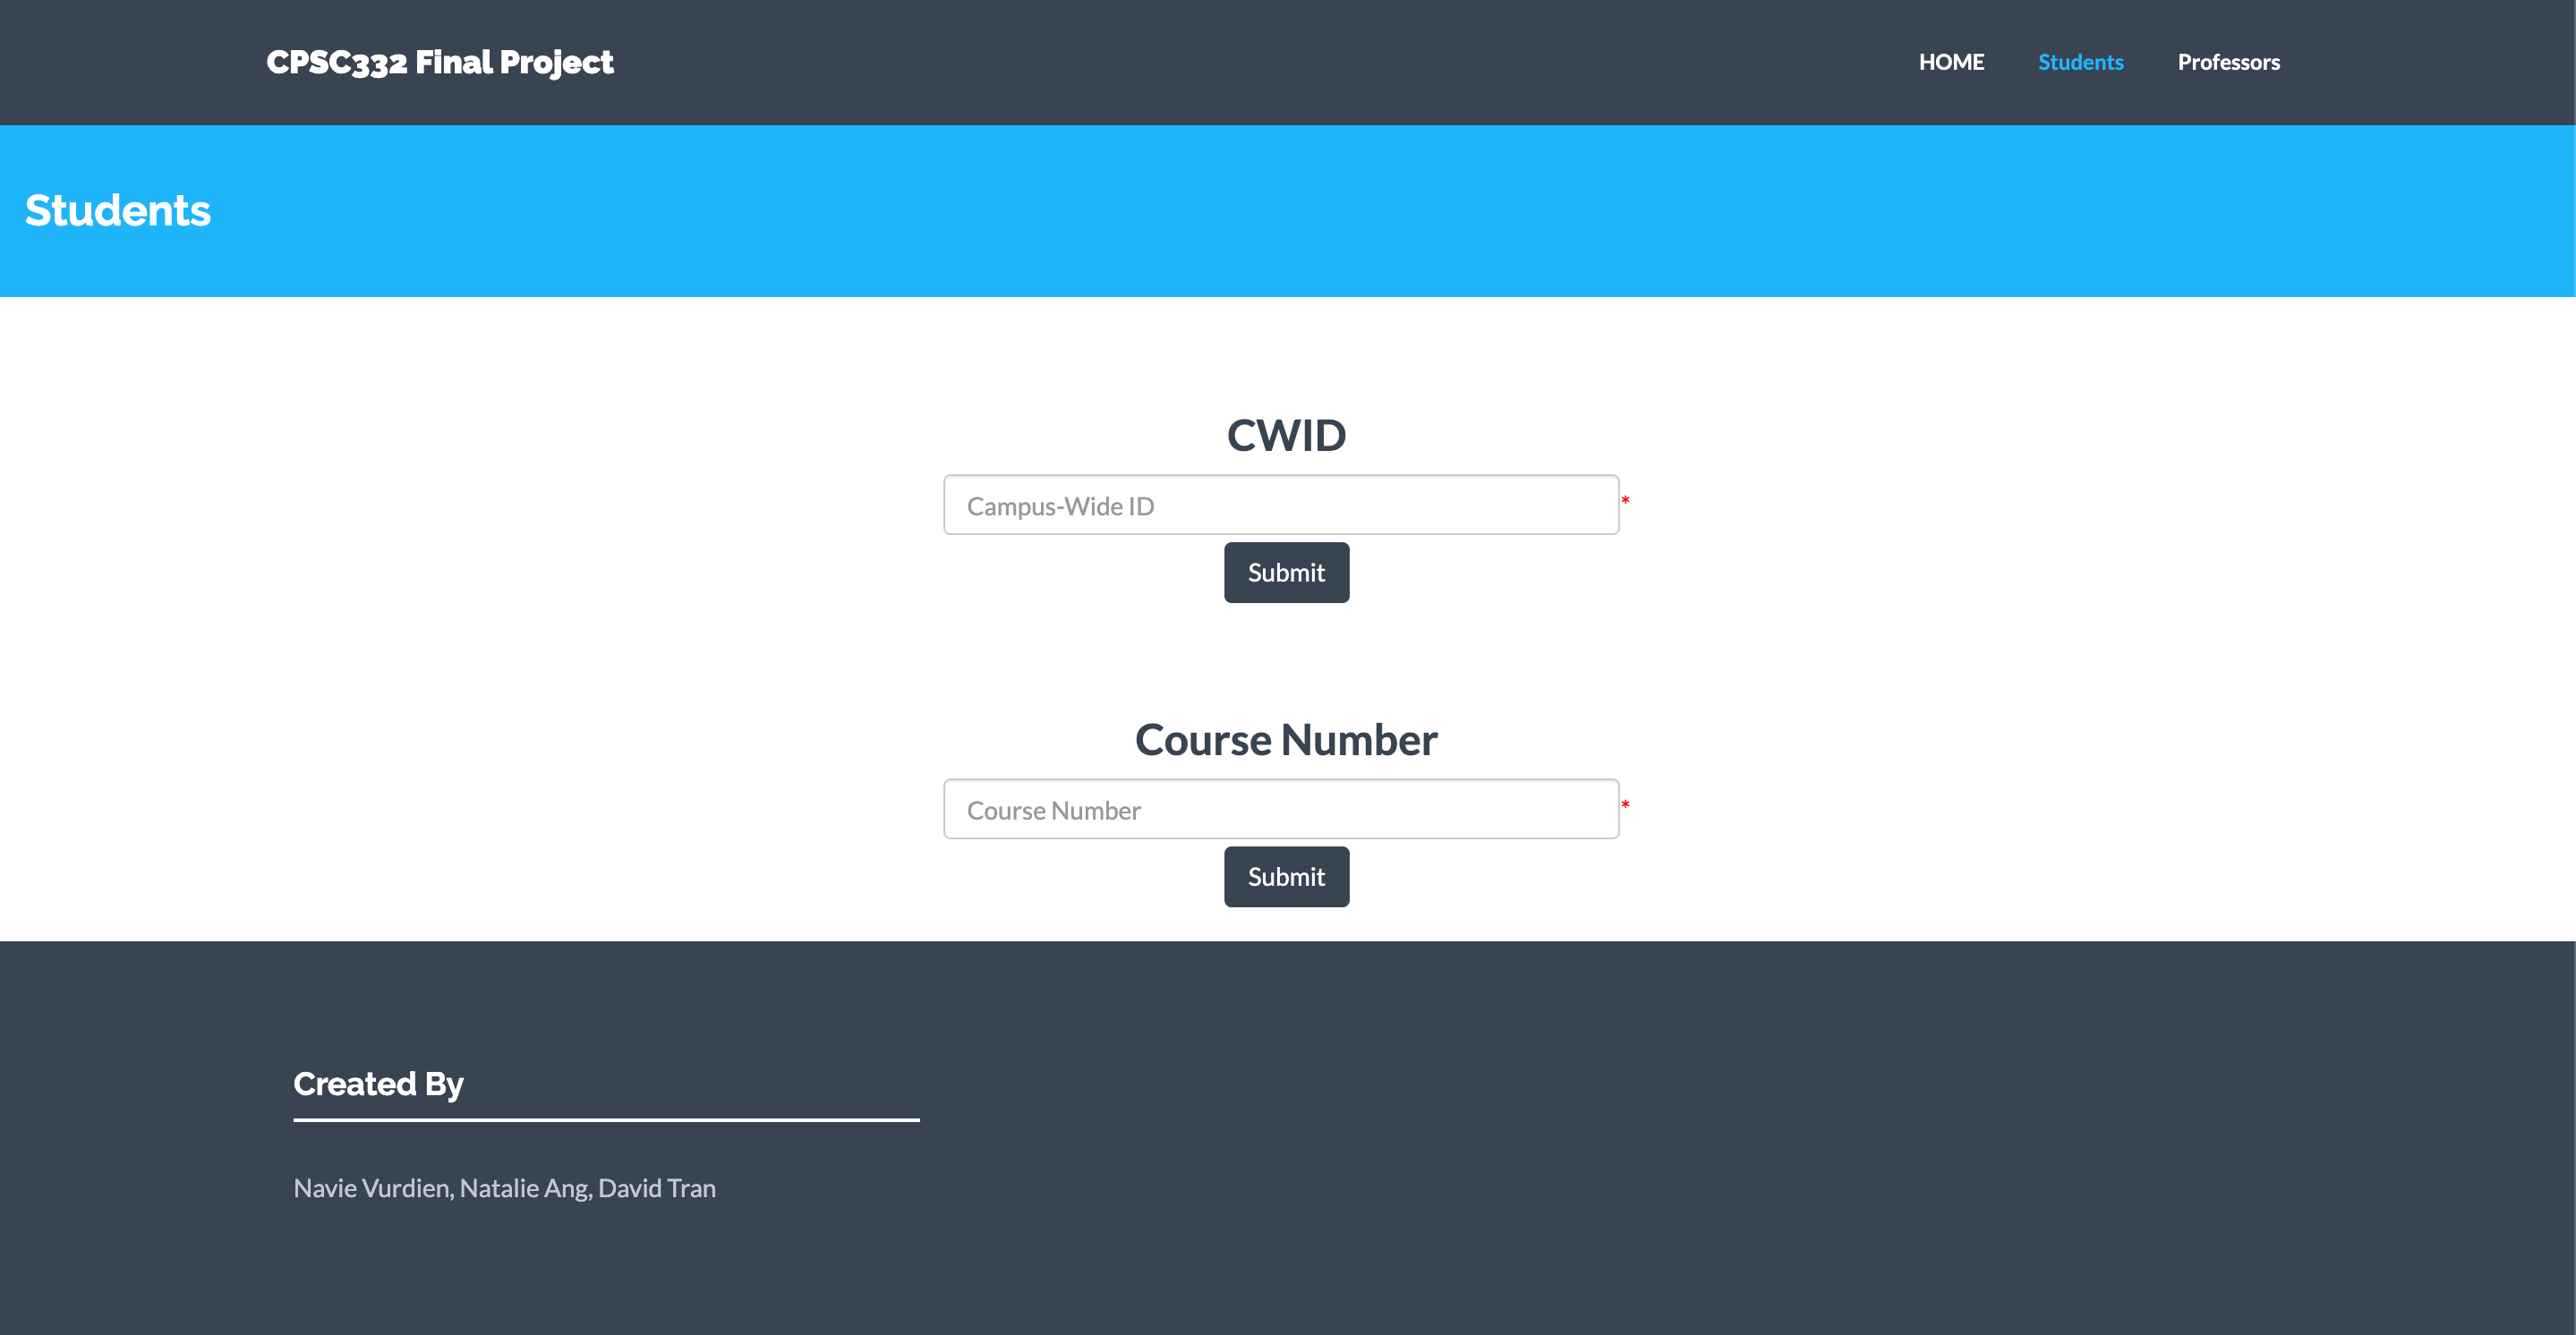 CPSC332 Final Project
HOME Students Professors
Students
CWID
Campus-Wide ID *
Submit
Course Number
Course Number *
Submit
Created By
Navie Vurdien, Natalie Ang, David Tran